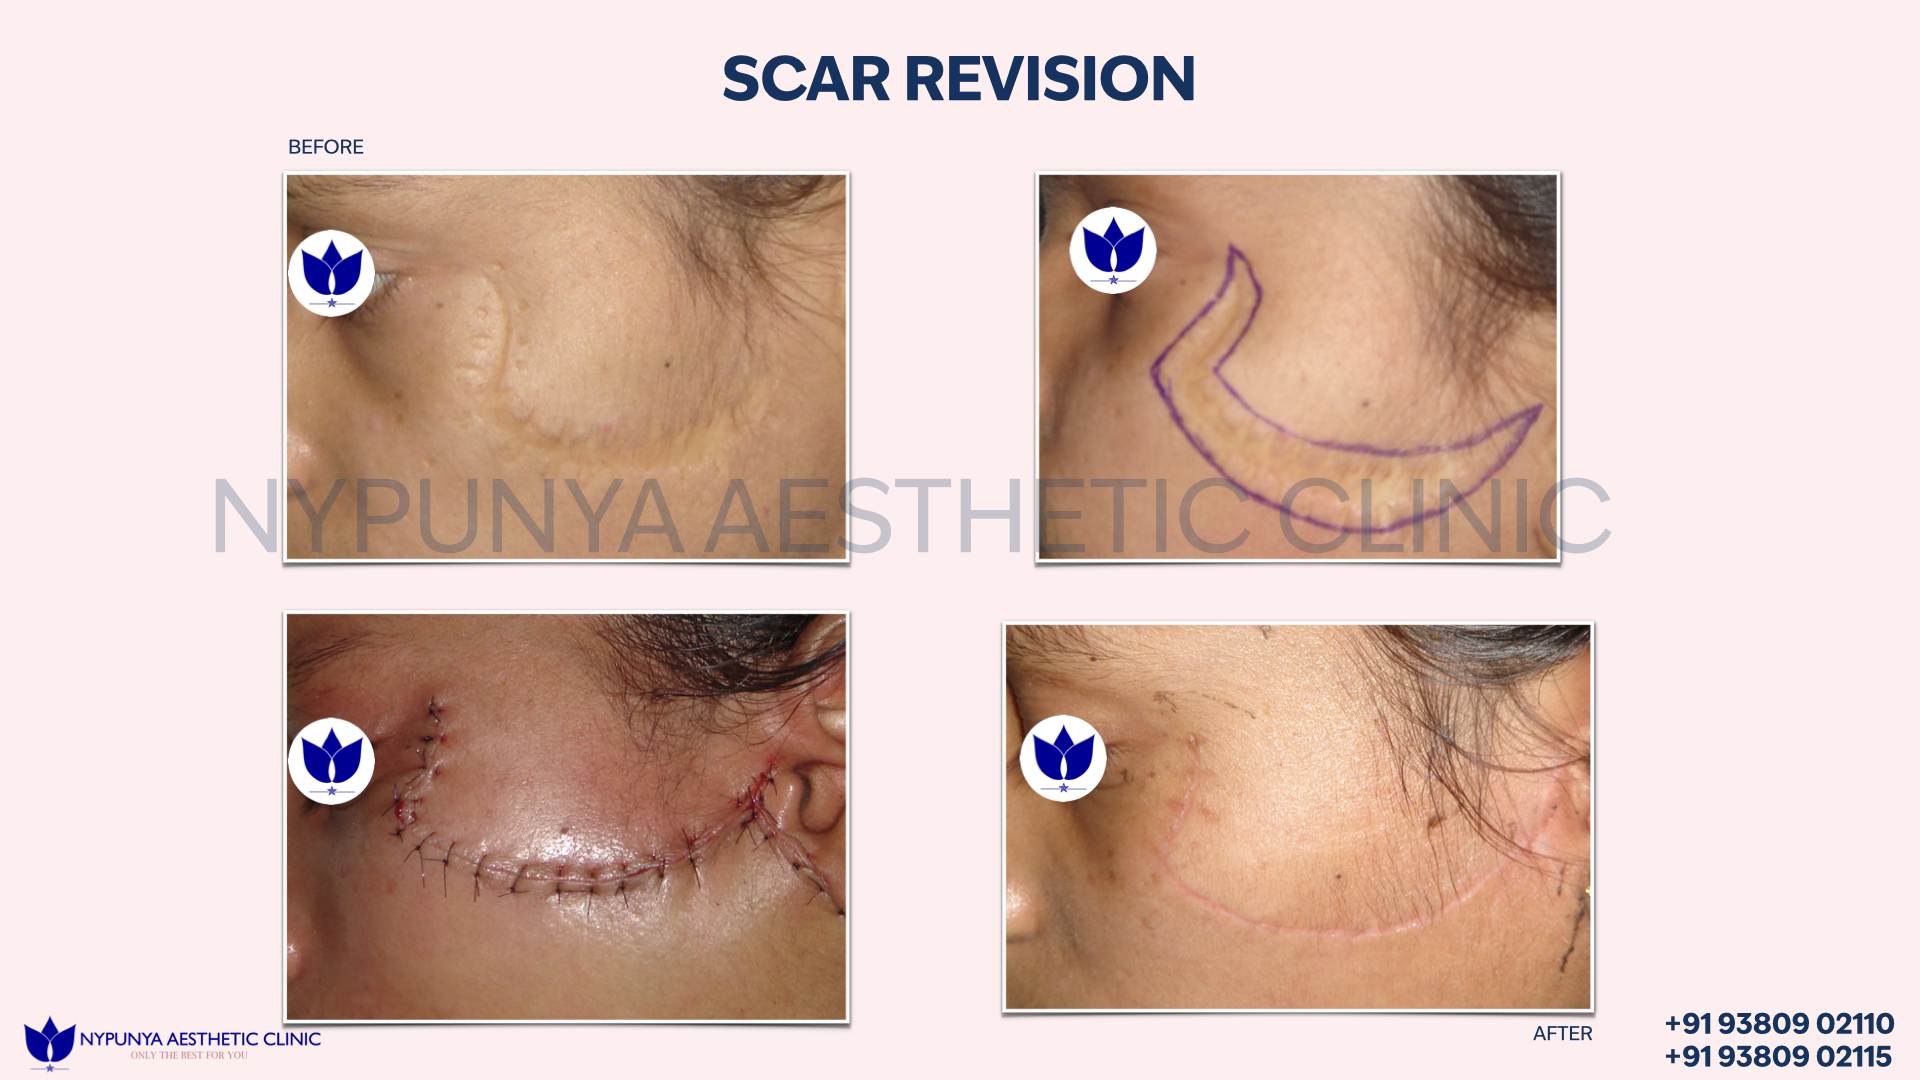 SCAR REVISION
BEFORE
NYPUNYA AESTHETIC CLINIC
AFTER
NYPUNYA AESTHETIC CLINIC
ONLY THE BEST FOR YOU
+91 93809 02110
+91 93809 02115